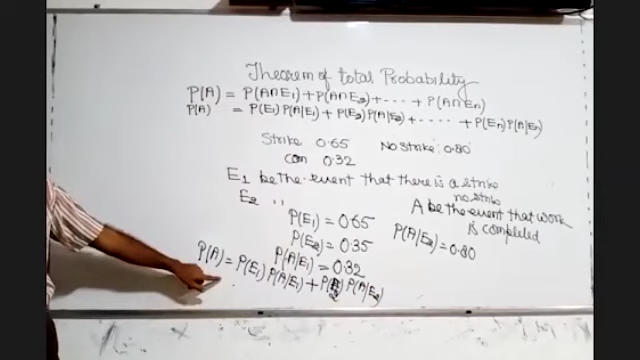 Theorem of total Probability
P(A) = P(A∩E1) + P(A∩E2) + ---- + P(A∩En)
P(A) = P(E1) P(A|E1) + P(E2) P(A|E2) + ..... + P(En) P(A|En)
Strike 0.65 No strike: 0.80
com 0.32
E1 be the event that there is a strike
E2 " no strike
A be the event that work is completed
P(E1) = 0.65
P(E2) = 0.35
P(A|E1) = 0.32
P(A|E2) = 0.80
P(A) = P(E1) P(A|E1) + P(E2) P(A|E2)